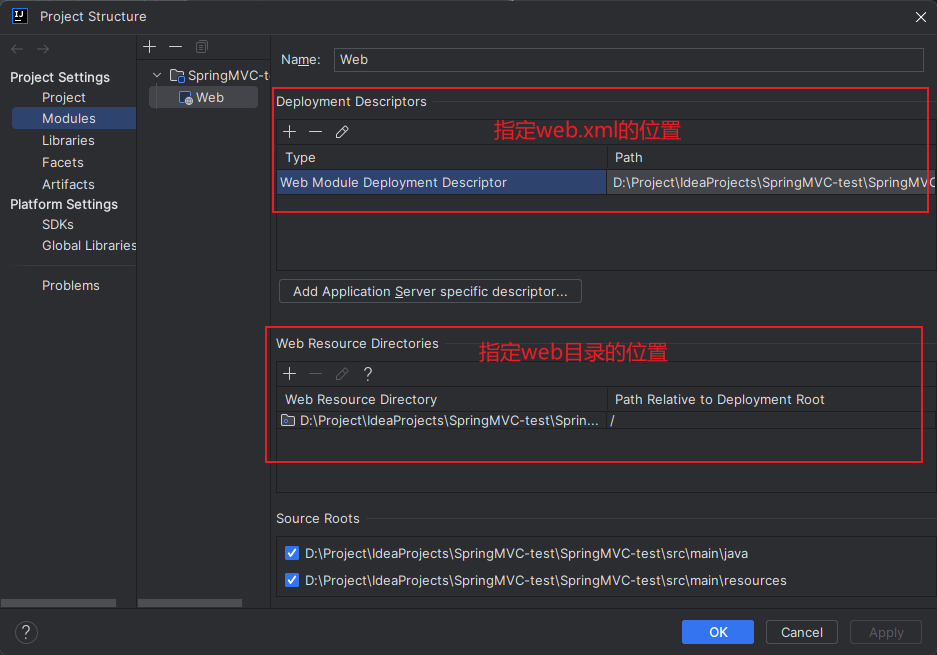 Project Structure
Project Settings
Project
Modules
Libraries
Facets
Artifacts
Platform Settings
SDKs
Global Libraries
Problems
SpringMVC-t
Web
Name: Web
Deployment Descriptors
指定web.xml的位置
Type Path
Web Module Deployment Descriptor D:\Project\IdeaProjects\SpringMVC-test\SpringMVC
Add Application Server specific descriptor...
Web Resource Directories
指定web目录的位置
?
Web Resource Directory Path Relative to Deployment Root
D:\Project\IdeaProjects\SpringMVC-test\Sprin... /
Source Roots
D:\Project\IdeaProjects\SpringMVC-test\SpringMVC-test\src\main\java
D:\Project\IdeaProjects\SpringMVC-test\SpringMVC-test\src\main\resources
? OK Cancel Apply